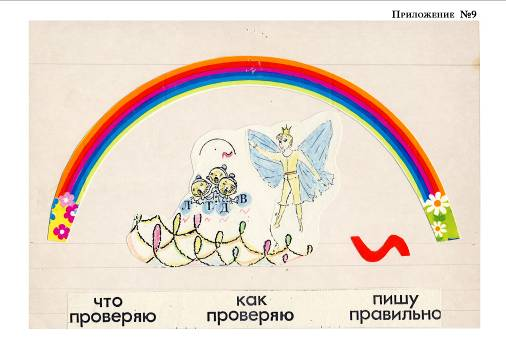 Приложение №9
Л Т Д В
что как пишу
проверяю проверяю правильно